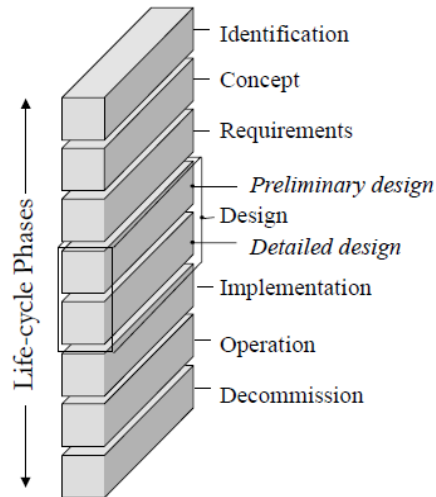 Identification
Concept
Requirements
Preliminary design
Design
Detailed design
Implementation
Operation
Decommission
Life-cycle Phases